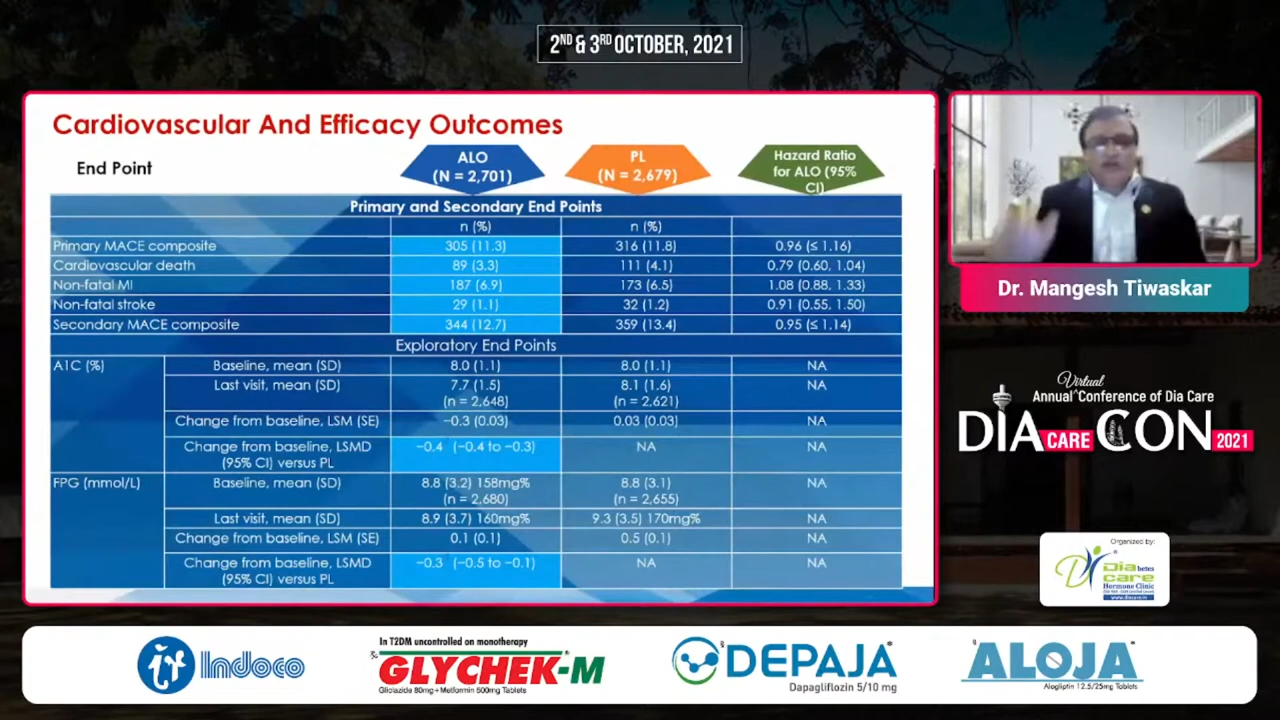 2ND & 3RD OCTOBER, 2021
Cardiovascular And Efficacy Outcomes
End Point
ALO
(N = 2,701)
PL
(N = 2,679)
Hazard Ratio
for ALO (95%
CI)
Primary and Secondary End Points
n (%) n (%)
Primary MACE composite 305 (11.3) 316 (11.8) 0.96 (≤ 1.16)
Cardiovascular death 89 (3.3) 111 (4.1) 0.79 (0.60, 1.04)
Non-fatal MI 187 (6.9) 173 (6.5) 1.08 (0.88, 1.33)
Non-fatal stroke 29 (1.1) 32 (1.2) 0.91 (0.55, 1.50)
Secondary MACE composite 344 (12.7) 359 (13.4) 0.95 (≤ 1.14)
Exploratory End Points
A1C (%) Baseline, mean (SD) 8.0 (1.1) 8.0 (1.1) NA
Last visit, mean (SD) 7.7 (1.5) 8.1 (1.6) NA
(n = 2,648) (n = 2,621)
Change from baseline, LSM (SE) −0.3 (0.03) 0.03 (0.03) NA
Change from baseline, LSMD −0.4 (−0.4 to −0.3) NA NA
(95% CI) versus PL
FPG (mmol/L) Baseline, mean (SD) 8.8 (3.2) 158mg% 8.8 (3.1) NA
(n = 2,680) (n = 2,655)
Last visit, mean (SD) 8.9 (3.7) 160mg% 9.3 (3.5) 170mg% NA
Change from baseline, LSM (SE) 0.1 (0.1) 0.5 (0.1) NA
Change from baseline, LSMD −0.3 (−0.5 to −0.1) NA NA
(95% CI) versus PL
Dr. Mangesh Tiwaskar
Virtual
Annual Conference of Dia Care
DIA CARE CON 2021
Organized by:
Dia betes
care
Hormone Clinic
Indoco
In T2DM uncontrolled on monotherapy
Rx GLYCHEK-M
Gliclazide 80mg + Metformin 500mg Tablets
DEPAJA
Dapagliflozin 5/10 mg
ALOJA
Alogliptin 12.5/25mg Tablets